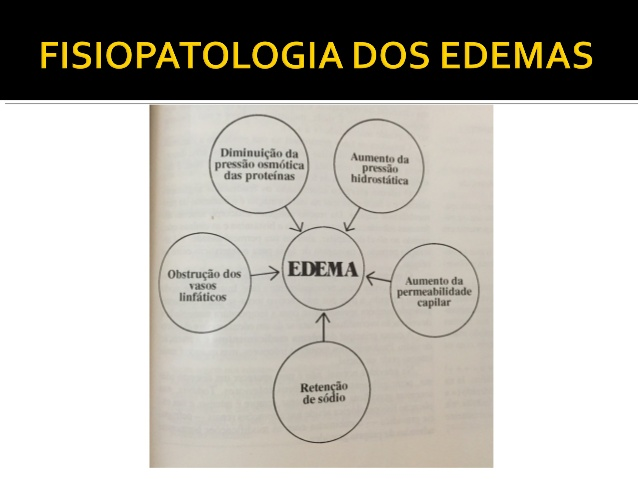 FISIOPATOLOGIA DOS EDEMAS
Diminuição da
pressão osmótica
das proteínas
Aumento da
pressão
hidrostática
Obstrução dos
vasos
linfáticos
EDEMA
Aumento da
permeabilidade
capilar
Retenção
de sódio